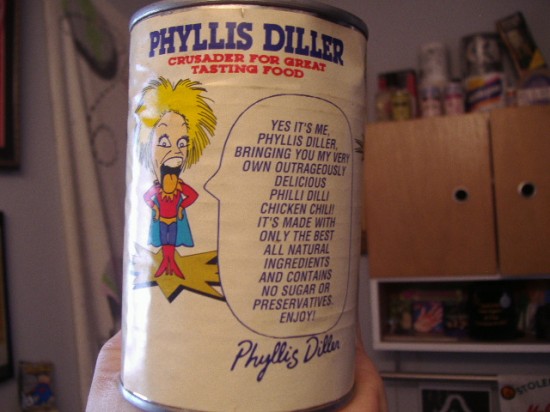 PHYLLIS DILLER
CRUSADER FOR GREAT
TASTING FOOD
YES IT'S ME,
PHYLLIS DILLER,
BRINGING YOU MY VERY
OWN OUTRAGEOUSLY
DELICIOUS
PHILLI DILLI
CHICKEN CHILI!
IT'S MADE WITH
ONLY THE BEST
ALL NATURAL
INGREDIENTS
AND CONTAINS
NO SUGAR OR
PRESERVATIVES.
ENJOY!
Phyllis Diller